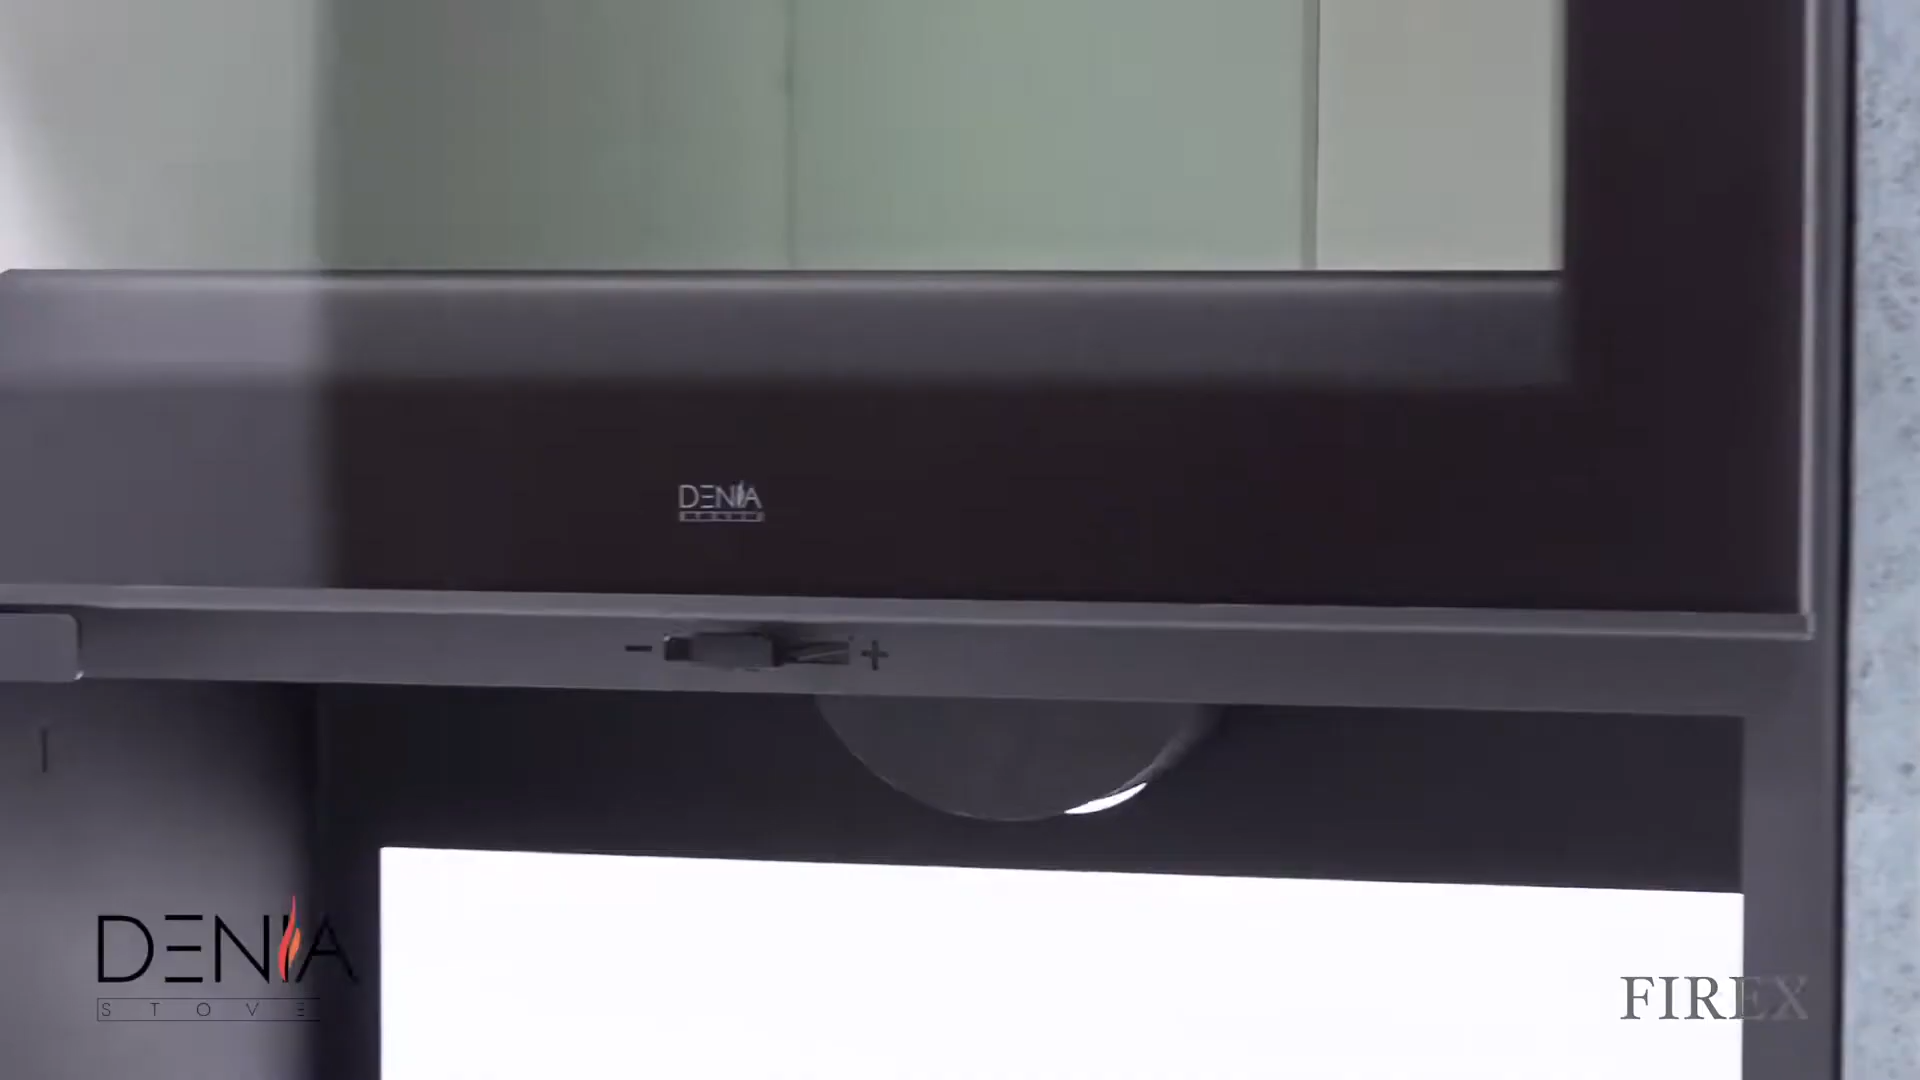 DENIA
- +
DENIA
STOVE
FIREX